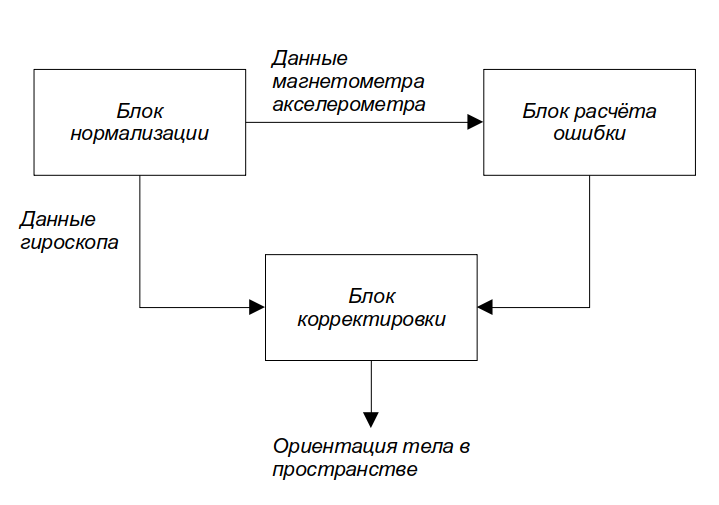 Данные
магнетометра
акселерометра
Блок
нормализации
Блок расчёта
ошибки
Данные
гироскопа
Блок
корректировки
Ориентация тела в
пространстве